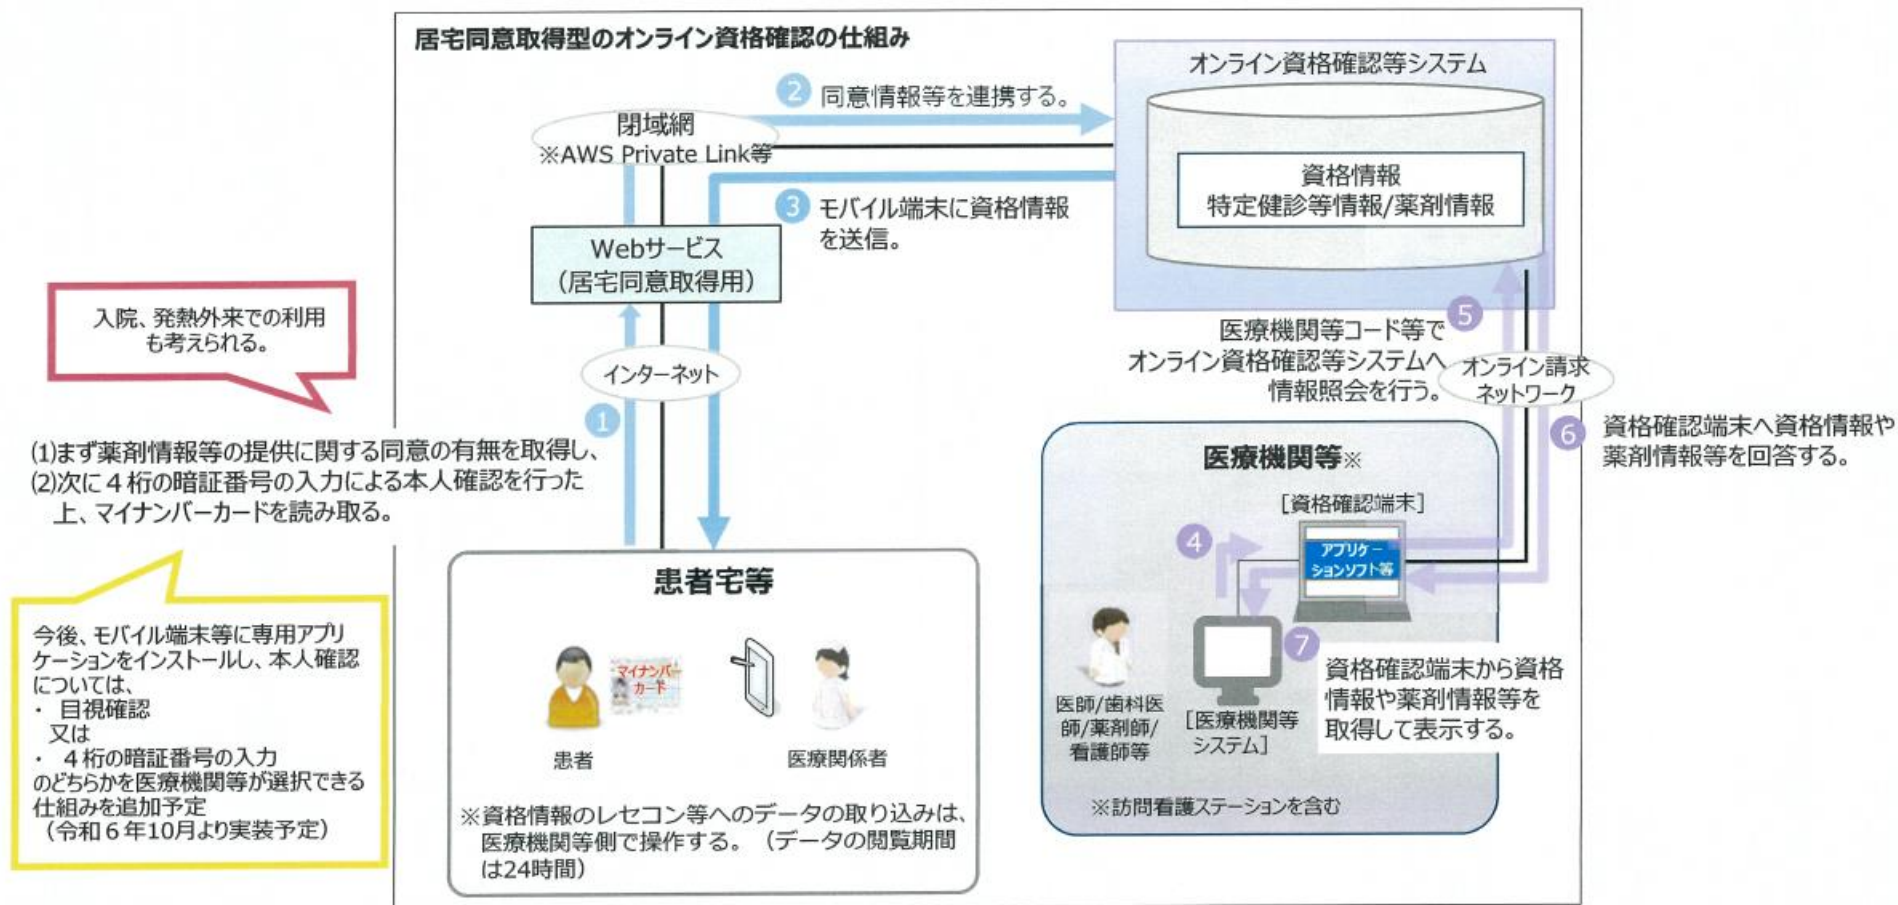 居宅同意取得型のオンライン資格確認の仕組み
オンライン資格確認等システム
資格情報
特定健診等情報/薬剤情報
2 同意情報等を連携する。
閉域網
※AWS Private Link等
3 モバイル端末に資格情報
を送信。
Webサービス
(居宅同意取得用)
入院、発熱外来での利用
も考えられる。
インターネット
1
(1)まず薬剤情報等の提供に関する同意の有無を取得し、
(2)次に4桁の暗証番号の入力による本人確認を行った
上、マイナンバーカードを読み取る。
今後、モバイル端末等に専用アプリ
ケーションをインストールし、本人確認
については、
・ 目視確認
又は
・ 4桁の暗証番号の入力
のどちらかを医療機関等が選択できる
仕組みを追加予定
(令和6年10月より実装予定)
患者宅等
マイナンバー
カード
患者
医療関係者
※資格情報のレセコン等へのデータの取り込みは、
医療機関等側で操作する。(データの閲覧期間
は24時間)
5
医療機関等コード等で
オンライン資格確認等システムへ
情報照会を行う。
オンライン請求
ネットワーク
6 資格確認端末へ資格情報や
薬剤情報等を回答する。
医療機関等※
[資格確認端末]
アプリケー
ションソフト等
4
7 資格確認端末から資格
情報や薬剤情報等を
取得して表示する。
医師/歯科医
師/薬剤師/
看護師等
[医療機関等
システム]
※訪問看護ステーションを含む